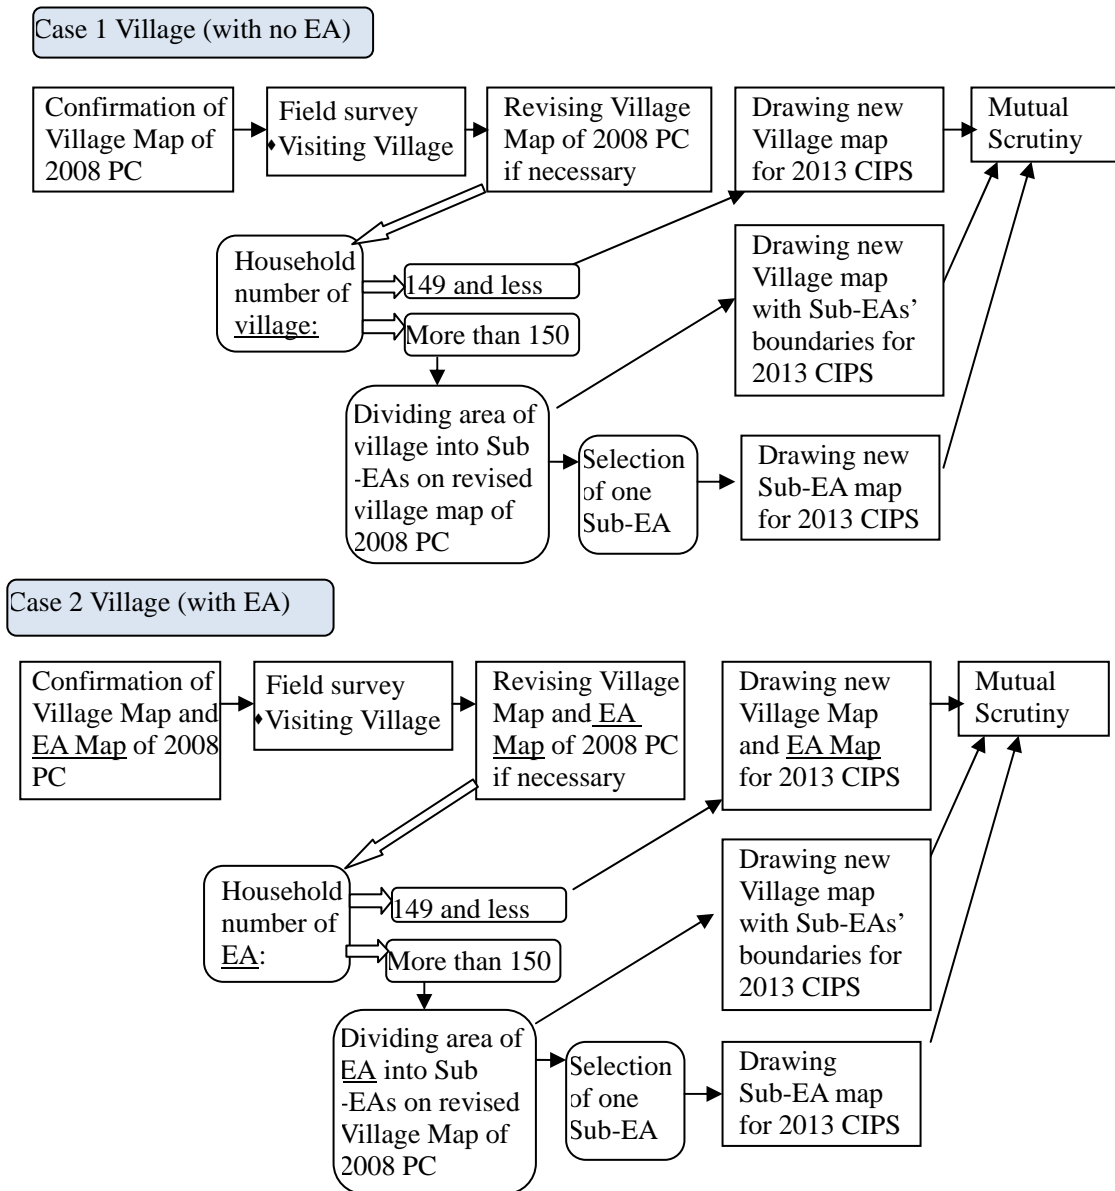 Case 1 Village (with no EA)
Confirmation of
Village Map of
2008 PC
Field survey
♦Visiting Village
Revising Village
Map of 2008 PC
if necessary
Drawing new
Village map
for 2013 CIPS
Mutual
Scrutiny
Household
number of
village:
149 and less
More than 150
Drawing new
Village map
with Sub-EAs’
boundaries for
2013 CIPS
Dividing area of
village into Sub
-EAs on revised
village map of
2008 PC
Selection
of one
Sub-EA
Drawing new
Sub-EA map
for 2013 CIPS
Case 2 Village (with EA)
Confirmation of
Village Map and
EA Map of 2008
PC
Field survey
♦Visiting Village
Revising Village
Map and EA
Map of 2008 PC
if necessary
Drawing new
Village Map
and EA Map
for 2013 CIPS
Mutual
Scrutiny
Household
number of
EA:
149 and less
More than 150
Drawing new
Village map
with Sub-EAs’
boundaries for
2013 CIPS
Dividing area of
EA into Sub
-EAs on revised
Village Map of
2008 PC
Selection
of one
Sub-EA
Drawing
Sub-EA map
for 2013 CIPS